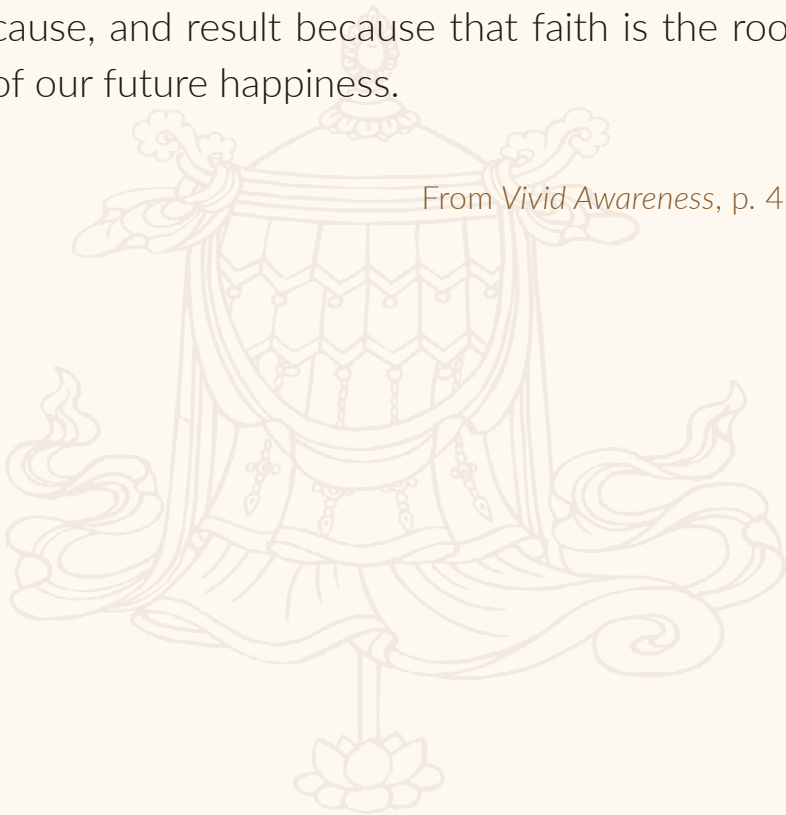 cause, and result because that faith is the roo
of our future happiness.
From Vivid Awareness, p. 4